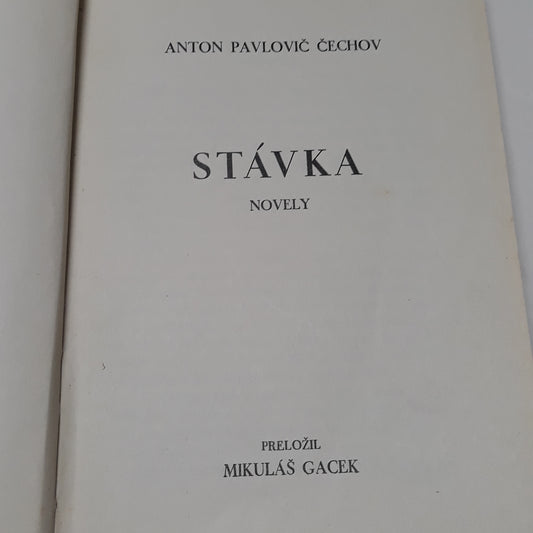 ANTON PAVLOVIČ ČECHOV
STÁVKA
NOVELY
PRELOŽIL
MIKULÁŠ GACEK